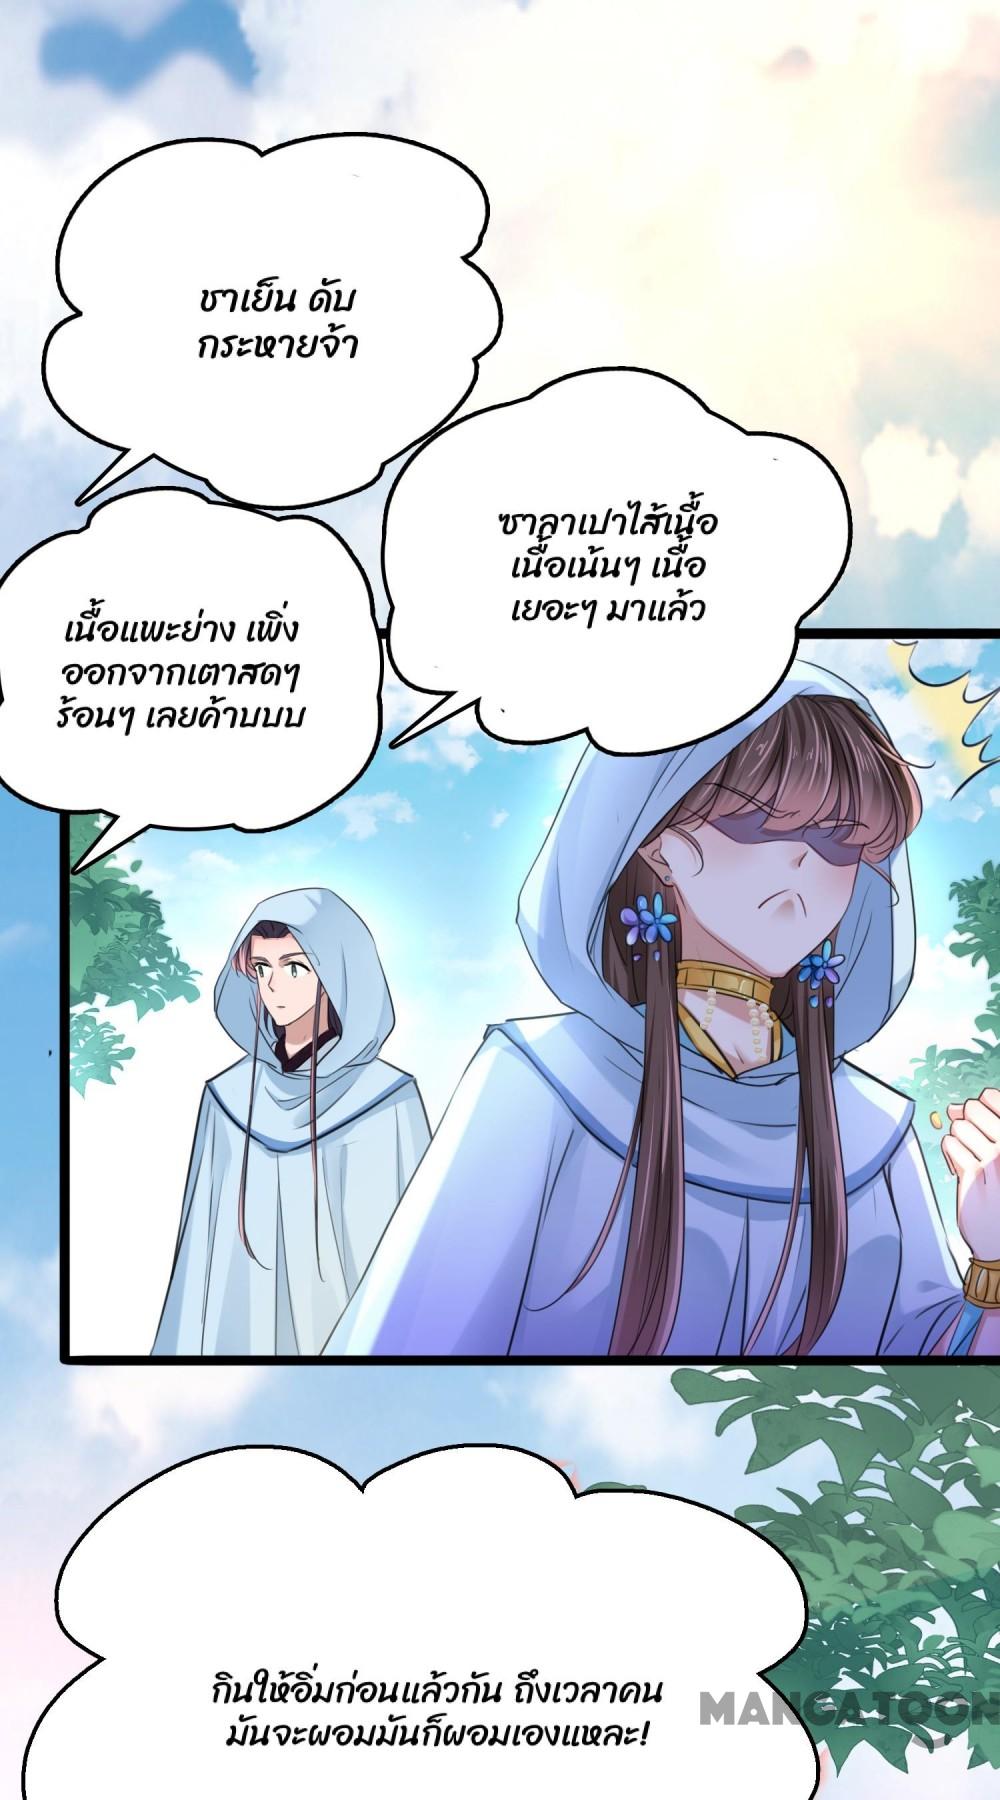 ชาเย็น ดับ
กระหายจ้า
ซาลาเปาไส้เนื้อ
เนื้อเน้นๆ เนื้อ
เยอะๆ มาแล้ว
เนื้อแพะย่าง เพิ่ง
ออกจากเตาสดๆ
ร้อนๆ เลยค้าบบบ
กินให้อิ่มก่อนแล้วกัน ถึงเวลาคน
มันจะผอมมันก็ผอมเองแหละ!
MANGATOON